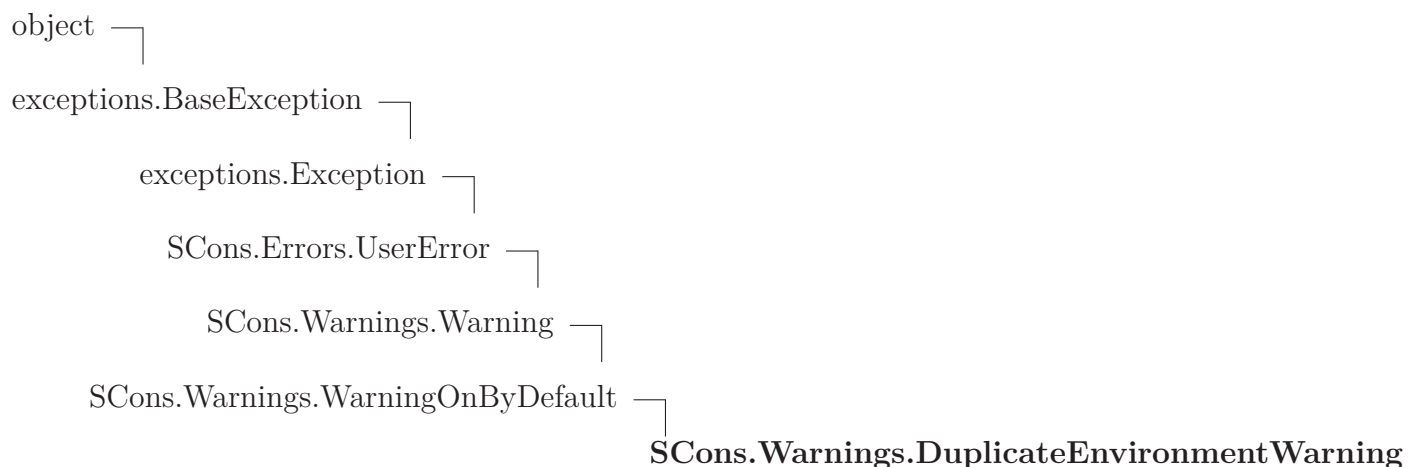 object
exceptions.BaseException
exceptions.Exception
SCons.Errors.UserError
SCons.Warnings.Warning
SCons.Warnings.WarningOnByDefault
SCons.Warnings.DuplicateEnvironmentWarning